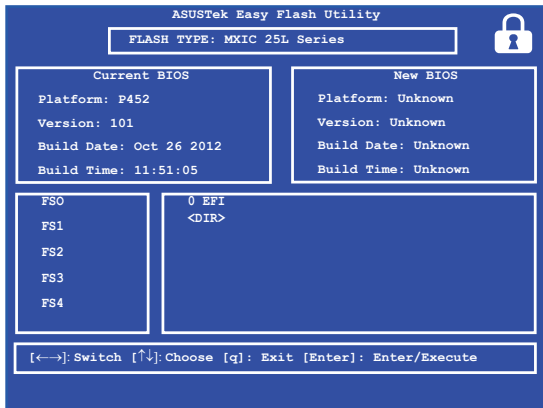 ASUSTek Easy Flash Utility
FLASH TYPE: MXIC 25L Series
Current BIOS
Platform: P452
Version: 101
Build Date: Oct 26 2012
Build Time: 11:51:05
New BIOS
Platform: Unknown
Version: Unknown
Build Date: Unknown
Build Time: Unknown
FSO
FS1
FS2
FS3
FS4
0 EFI
<DIR>
[←→]: Switch [↑↓]: Choose [q]: Exit [Enter]: Enter/Execute